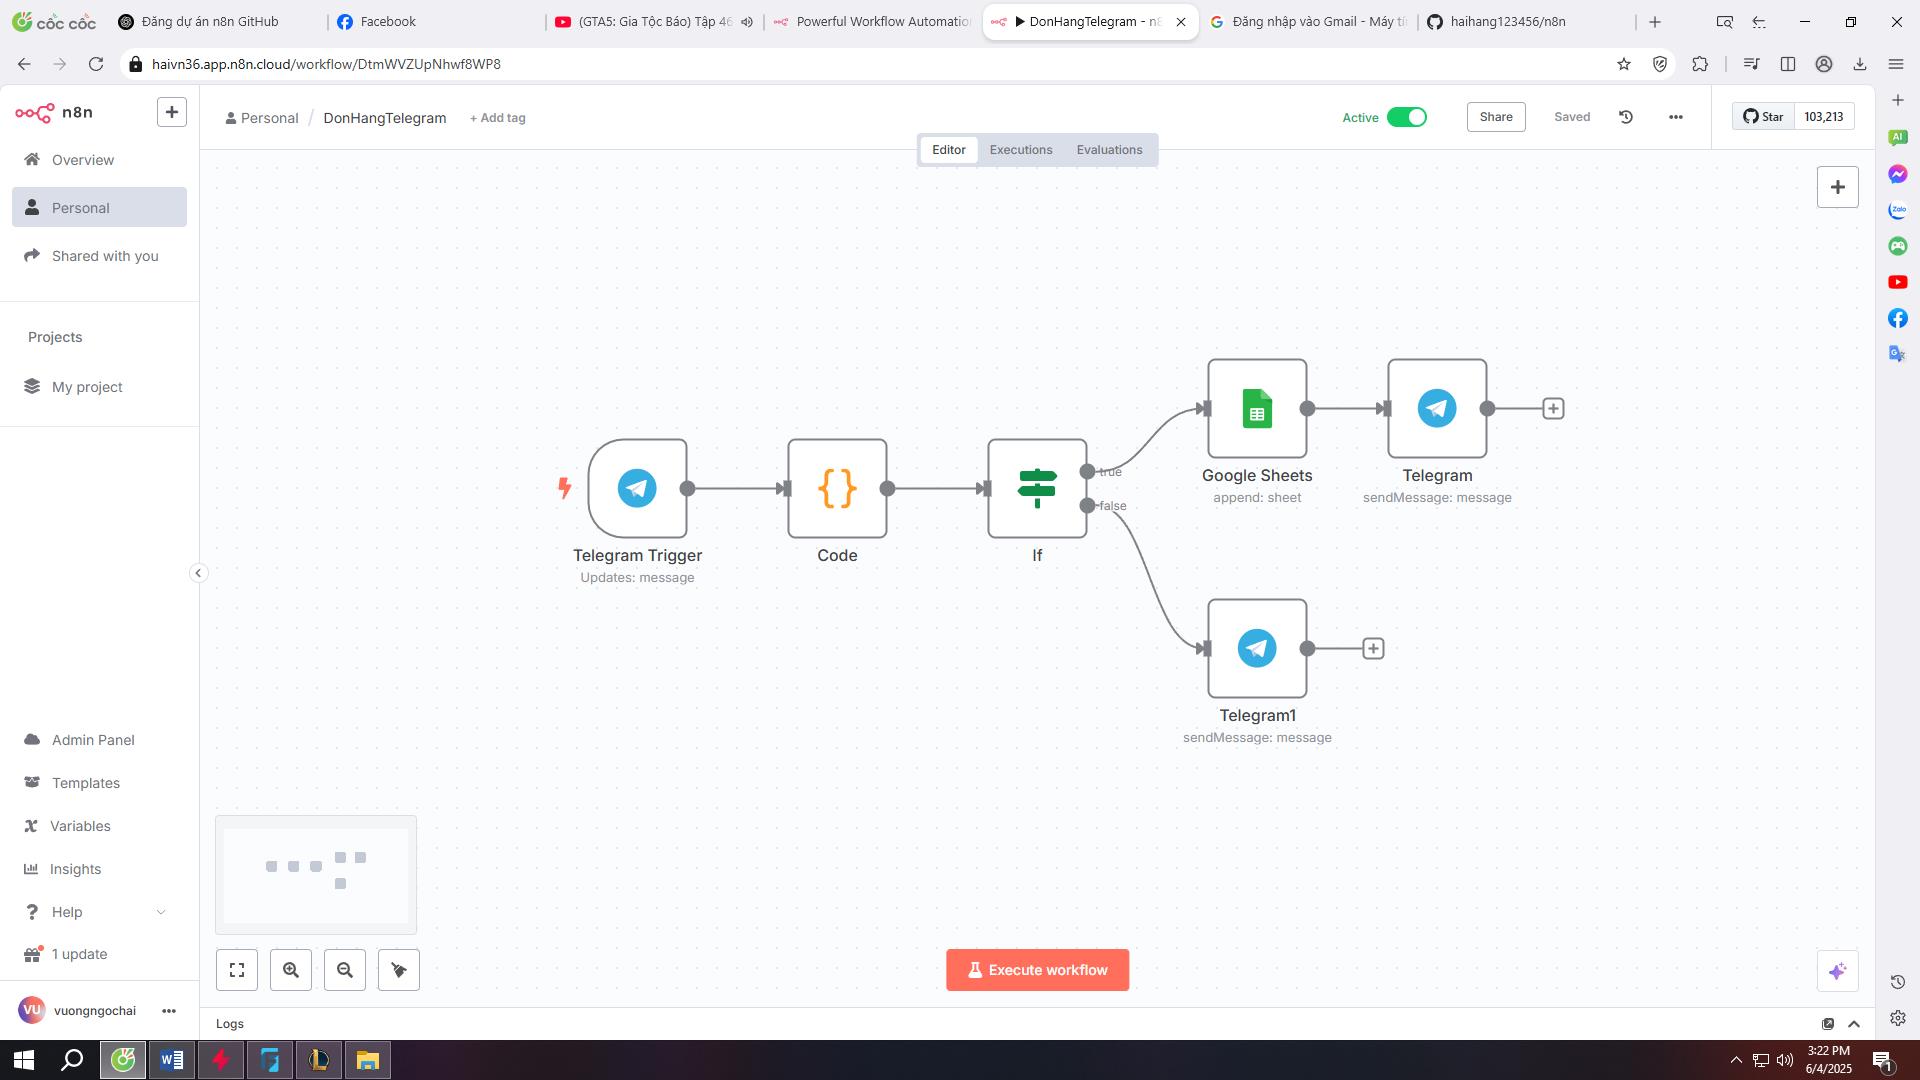 cốc cốc
Đăng dự án n8n GitHub
Facebook
(GTA5: Gia Tộc Báo) Tập 46
Powerful Workflow Automation
▶ DonHangTelegram - n8
Đăng nhập vào Gmail - Máy tí
haihang123456/n8n
haivn36.app.n8n.cloud/workflow/DtmWVZUpNhwf8WP8
n8n
Personal / DonHangTelegram + Add tag
Active
Share
Saved
Star 103,213
Editor
Executions
Evaluations
Overview
Personal
Shared with you
Projects
My project
AI
Zalo
true
false
Google Sheets
append: sheet
Telegram
sendMessage: message
Telegram Trigger
Updates: message
Code
If
Telegram1
sendMessage: message
Admin Panel
Templates
Variables
Insights
Help
1 update
Execute workflow
VU vuongngochai
Logs
3:22 PM
6/4/2025
1